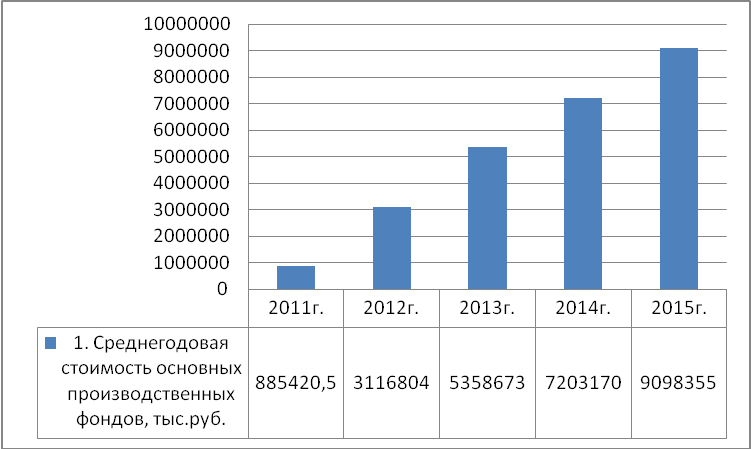 10000000
9000000
8000000
7000000
6000000
5000000
4000000
3000000
2000000
1000000
0
2011г. 2012г. 2013г. 2014г. 2015г.
1. Среднегодовая
стоимость основных
производственных
фондов, тыс.руб.
885420,5 3116804 5358673 7203170 9098355